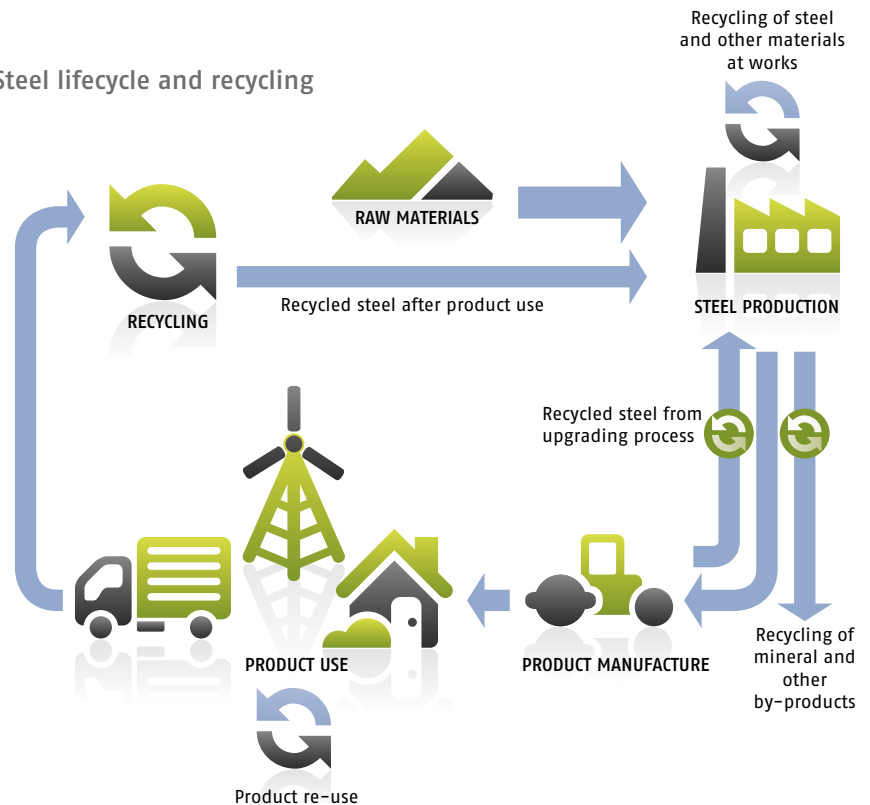 Recycling of steel
and other materials
at works
Steel lifecycle and recycling
RAW MATERIALS
RECYCLING
Recycled steel after product use
STEEL PRODUCTION
Recycled steel from
upgrading process
PRODUCT USE
PRODUCT MANUFACTURE
Recycling of
mineral and
other
by-products
Product re-use